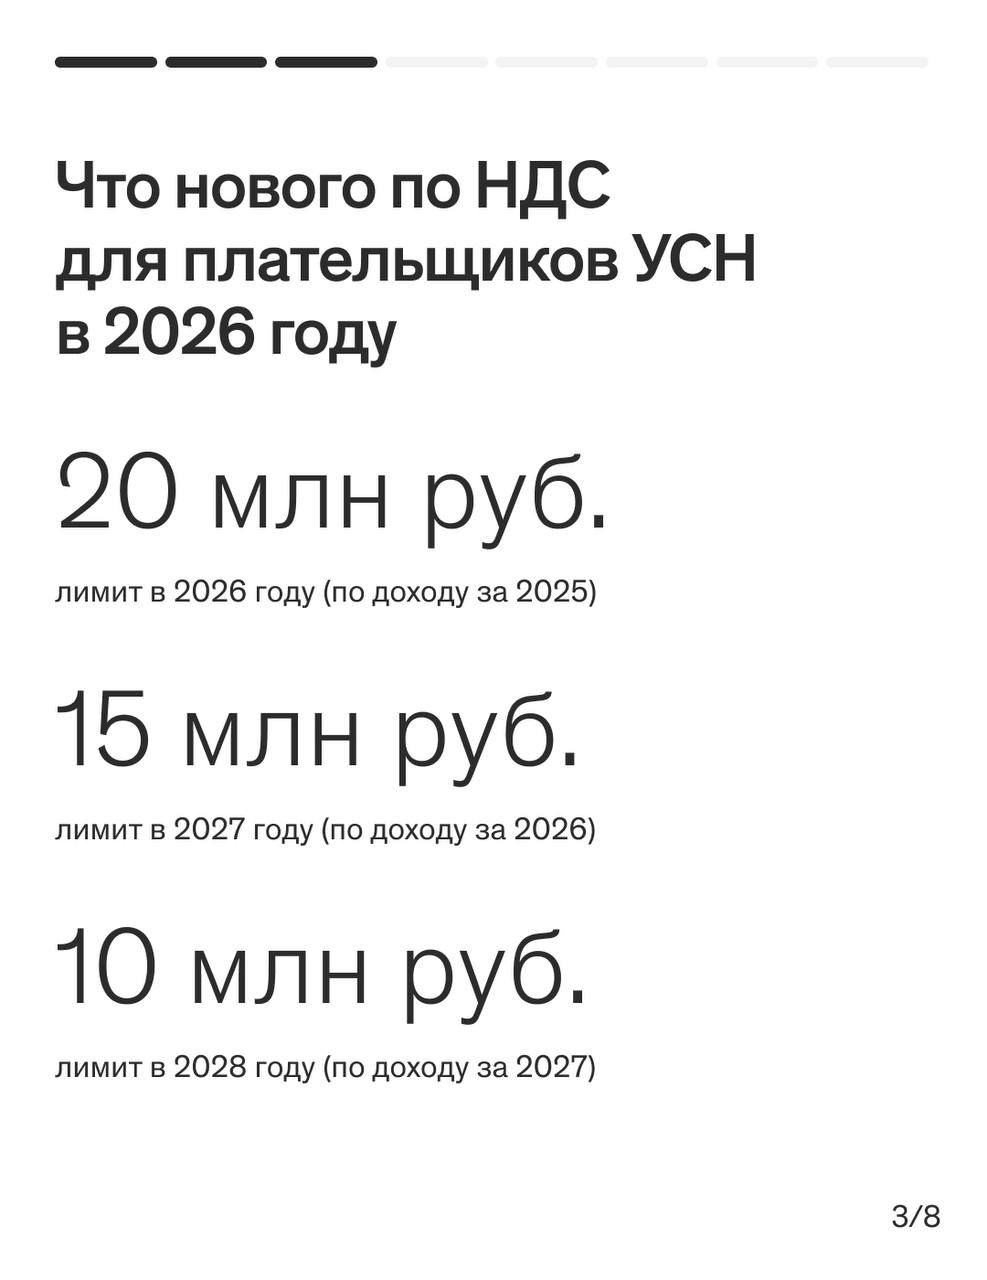 Что нового по НДС
для плательщиков УСН
в 2026 году
20 млн руб.
лимит в 2026 году (по доходу за 2025)
15 млн руб.
лимит в 2027 году (по доходу за 2026)
10 млн руб.
лимит в 2028 году (по доходу за 2027)
3/8